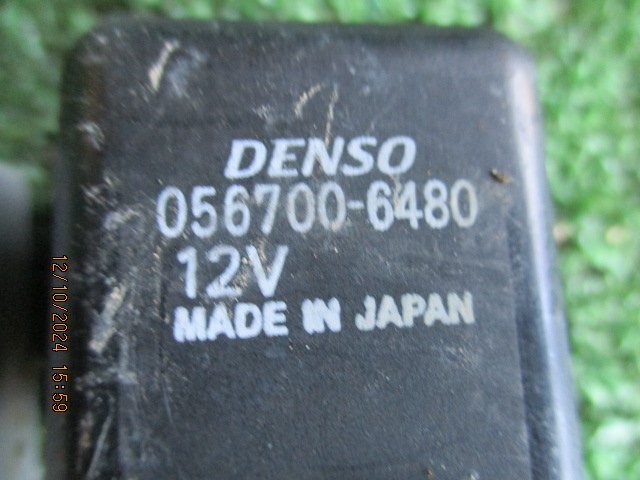 DENSO
056700-6480
12V
MADE IN JAPAN
12/10/2024 15:59